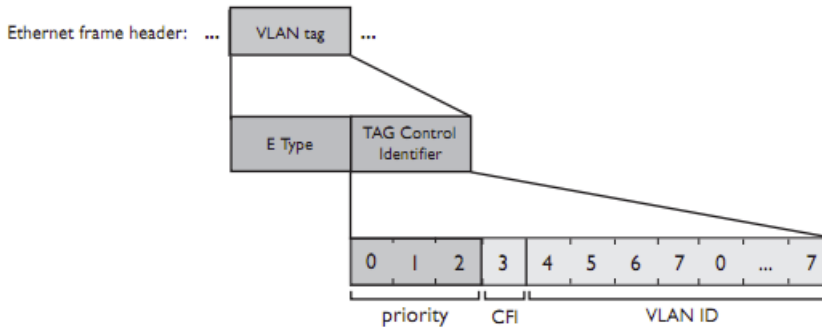 Ethernet frame header: ... VLAN tag ...
E Type TAG Control
Identifier
0 1 2 3 4 5 6 7 0 ... 7
priority CFI VLAN ID